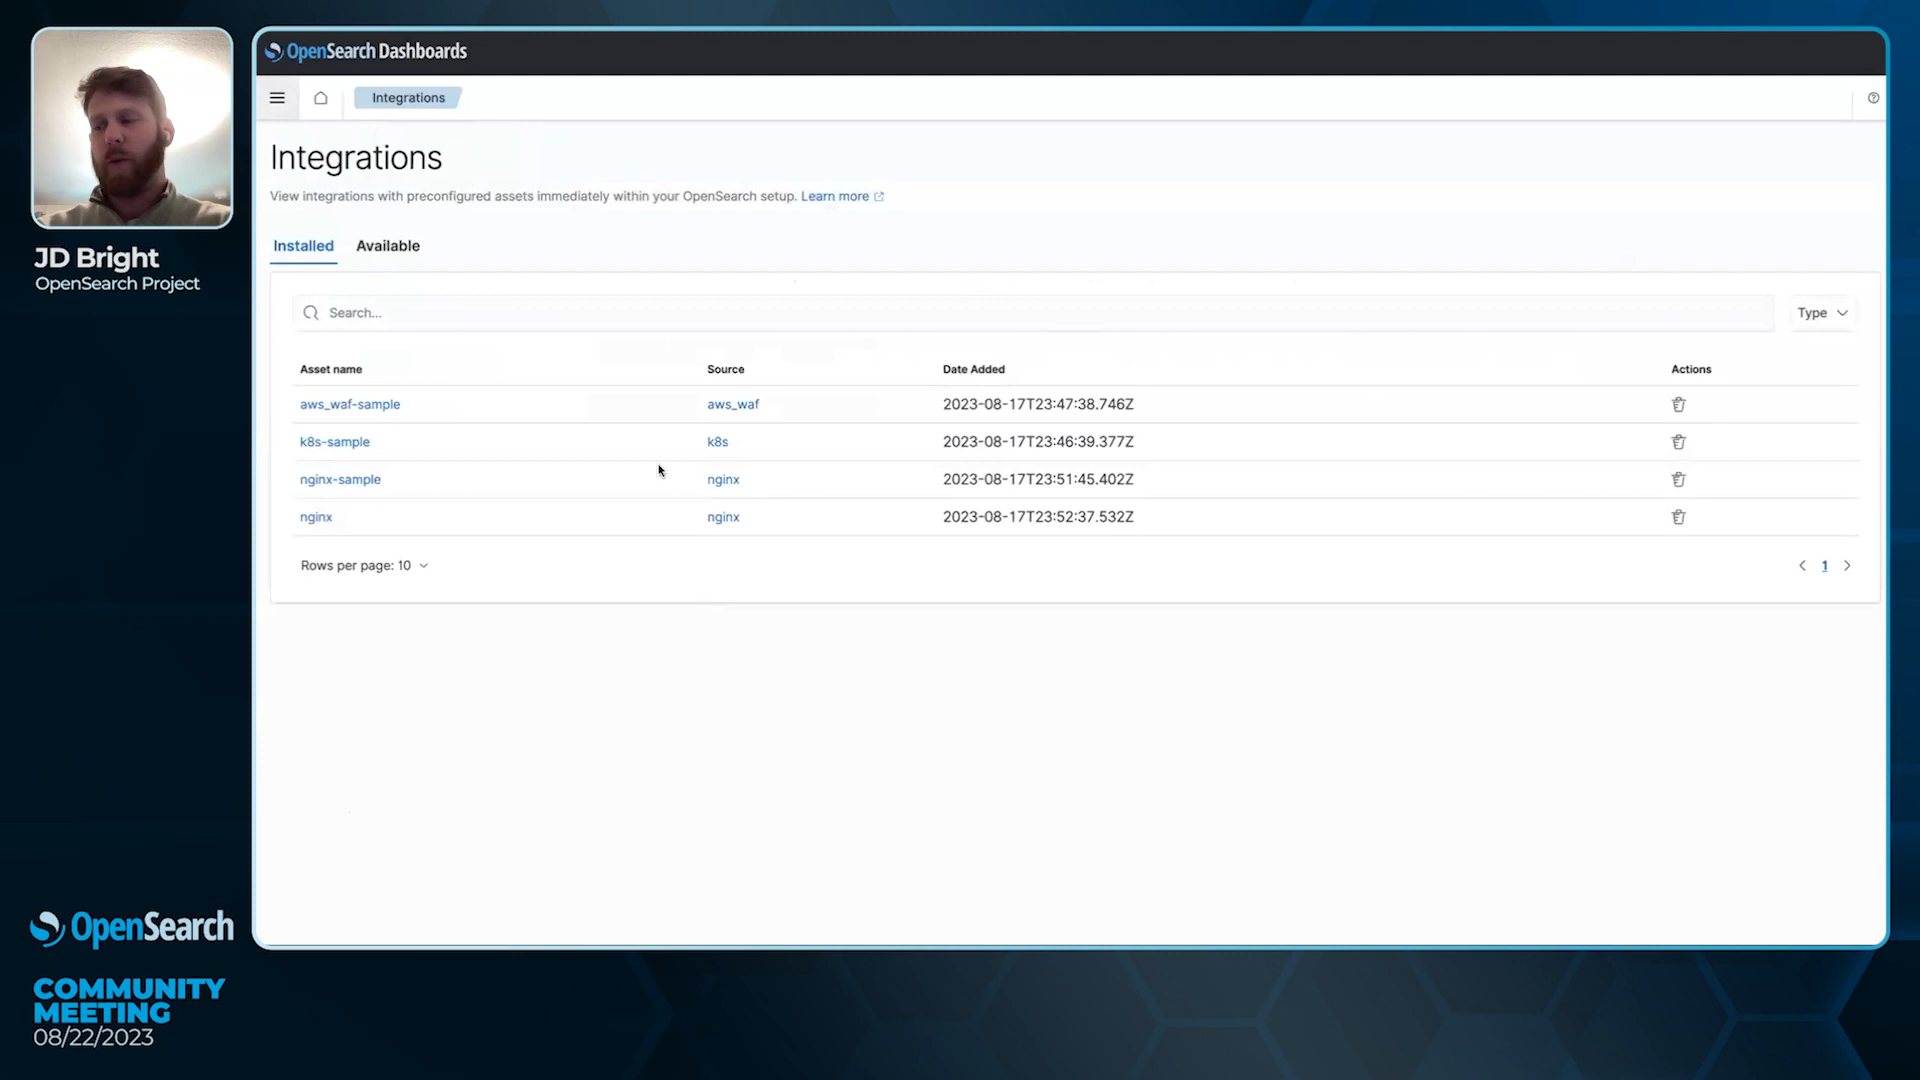 OpenSearch Dashboards
Integrations
Integrations
View integrations with preconfigured assets immediately within your OpenSearch setup. Learn more
Installed Available
Search...
Type
Asset name Source Date Added Actions
aws_waf-sample aws_waf 2023-08-17T23:47:38.746Z
k8s-sample k8s 2023-08-17T23:46:39.377Z
nginx-sample nginx 2023-08-17T23:51:45.402Z
nginx nginx 2023-08-17T23:52:37.532Z
Rows per page: 10
1
JD Bright
OpenSearch Project
OpenSearch
COMMUNITY
MEETING
08/22/2023